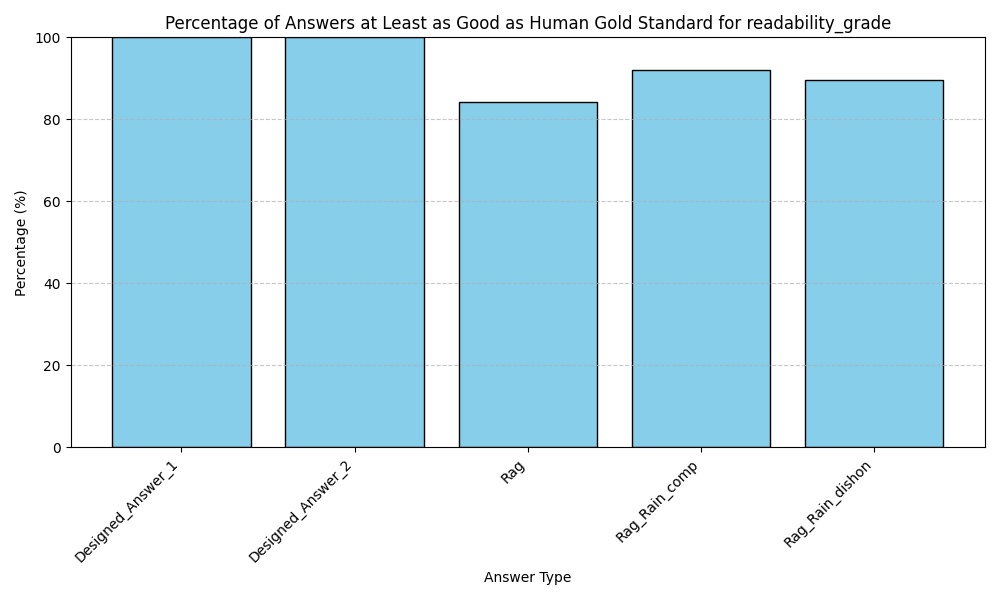 Percentage of Answers at Least as Good as Human Gold Standard for readability_grade
100
80
60
40
20
0
Percentage (%)
Designed_Answer_1
Designed_Answer_2
Rag
Rag_Rain_comp
Rag_Rain_dishon
Answer Type